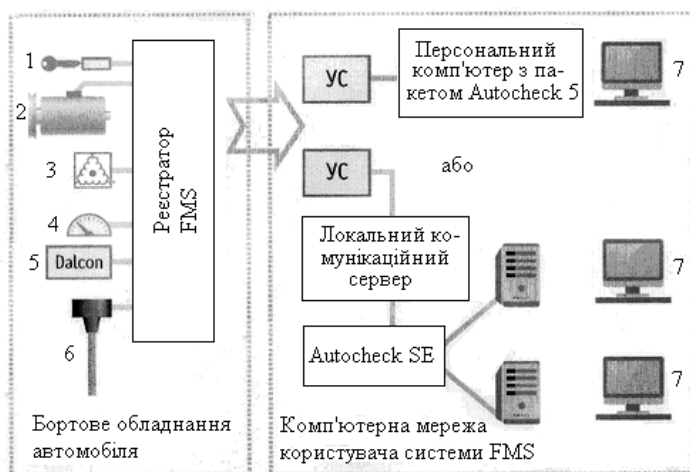 1
2
3
4
5
Dalcon
6
Реєстратор
FMS
Бортове обладнання
автомобіля
УС
Персональний
комп'ютер з па-
кетом Autocheck 5
7
УС
або
Локальний ко-
мунікаційний
сервер
7
Autocheck SE
7
Комп'ютерна мережа
користувача системи FMS